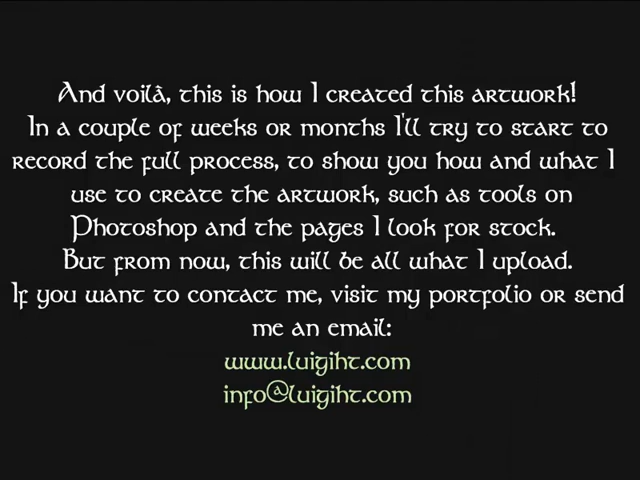 And voilà, this is how I created this artwork!
In a couple of weeks or months I'll try to start to
record the full process, to show you how and what I
use to create the artwork, such as tools on
Photoshop and the pages I look for stock.
But from now, this will be all what I upload.
If you want to contact me, visit my portfolio or send
me an email:
www.luigiht.com
info@luigiht.com